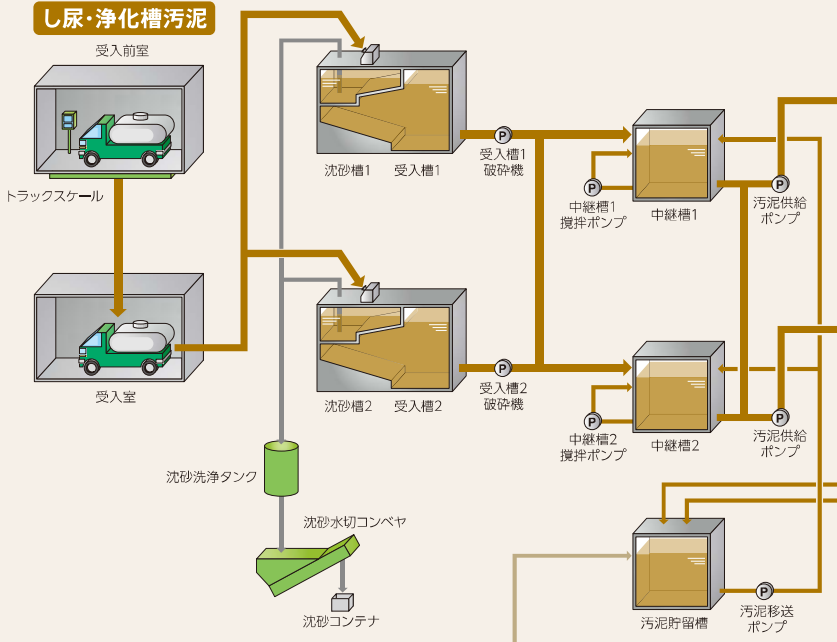 し尿・浄化槽汚泥
受入前室
トラックスケール
受入室
沈砂槽1
受入槽1
P
受入槽1
破砕機
P
中継槽1
撹拌ポンプ
中継槽1
P
汚泥供給
ポンプ
沈砂槽2
受入槽2
P
受入槽2
破砕機
P
中継槽2
撹拌ポンプ
中継槽2
P
汚泥供給
ポンプ
沈砂洗浄タンク
沈砂水切コンベヤ
沈砂コンテナ
汚泥貯留槽
P
汚泥移送
ポンプ